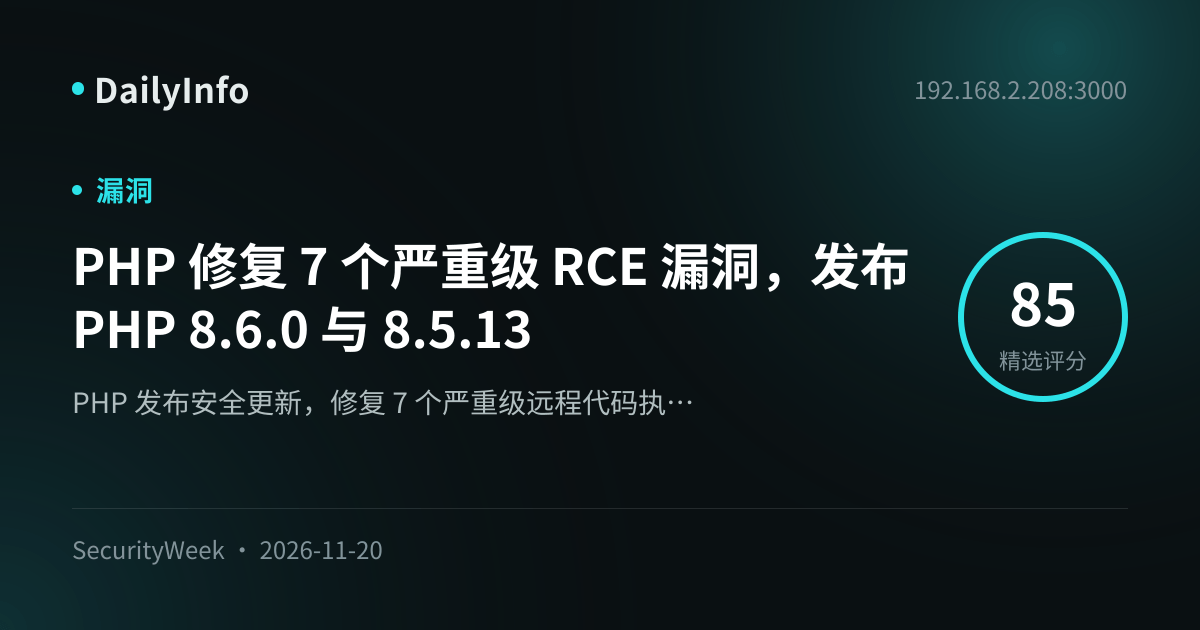 DailyInfo
192.168.2.208:3000
漏洞
PHP 修复 7 个严重级 RCE 漏洞，发布
PHP 8.6.0 与 8.5.13
85
精选评分
PHP 发布安全更新，修复 7 个严重级远程代码执…
SecurityWeek · 2026-11-20